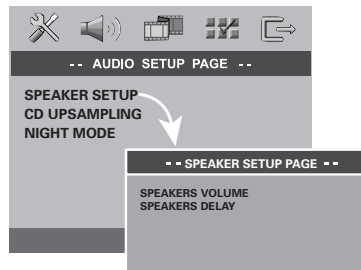 -- AUDIO SETUP PAGE --
SPEAKER SETUP
CD UPSAMPLING
NIGHT MODE
-- SPEAKER SETUP PAGE --
SPEAKERS VOLUME
SPEAKERS DELAY